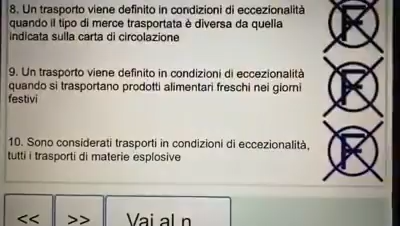 8. Un trasporto viene definito in condizioni di eccezionalità
quando il tipo di merce trasportata è diversa da quella
indicata sulla carta di circolazione
F
9. Un trasporto viene definito in condizioni di eccezionalità
quando si trasportano prodotti alimentari freschi nei giorni
festivi
F
10. Sono considerati trasporti in condizioni di eccezionalità,
tutti i trasporti di materie esplosive
F
<< >> Vai al n